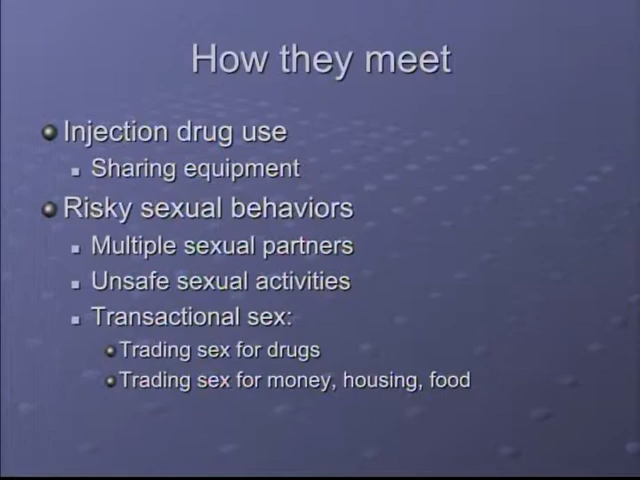 How they meet
Injection drug use
Sharing equipment
Risky sexual behaviors
Multiple sexual partners
Unsafe sexual activities
Transactional sex:
Trading sex for drugs
Trading sex for money, housing, food